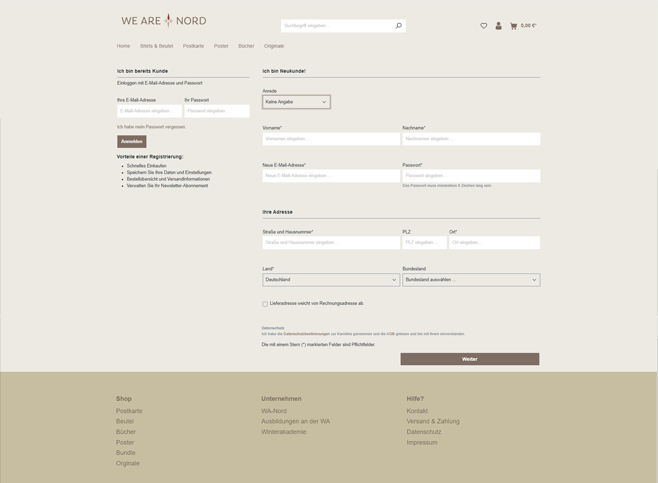 WE ARE NORD
Suchbegriff eingeben ...
0,00 €*
Home Shirts & Beutel Postkarte Poster Bücher Originale
Ich bin bereits Kunde
Einloggen mit E-Mail-Adresse und Passwort
Ihre E-Mail-Adresse Ihr Passwort
E-Mail-Adresse eingeben ... Passwort eingeben ...
Ich habe mein Passwort vergessen.
Anmelden
Vorteile einer Registrierung:
Schnelles Einkaufen
Speichern Sie Ihre Daten und Einstellungen
Bestellübersicht und Versandinformationen
Verwalten Sie Ihr Newsletter-Abonnement
Ich bin Neukunde!
Anrede
Keine Angabe
Vorname* Nachname*
Vornamen eingeben ... Nachnamen eingeben ...
Neue E-Mail-Adresse* Passwort*
Neue E-Mail-Adresse eingeben ... Passwort eingeben ...
Das Passwort muss mindestens 8 Zeichen lang sein.
Ihre Adresse
Straße und Hausnummer* PLZ Ort*
Straße und Hausnummer eingeben ... PLZ eingeben ... Ort eingeben ...
Land* Bundesland
Deutschland Bundesland auswählen ...
Lieferadresse weicht von Rechnungsadresse ab.
Datenschutz
Ich habe die Datenschutzbestimmungen zur Kenntnis genommen und die AGB gelesen und bin mit ihnen einverstanden.
Die mit einem Stern (*) markierten Felder sind Pflichtfelder.
Weiter
Shop
Postkarte
Beutel
Bücher
Poster
Bundle
Orginale
Unternehmen
WA-Nord
Ausbildungen an der WA
Winterakademie
Hilfe?
Kontakt
Versand & Zahlung
Datenschutz
Impressum